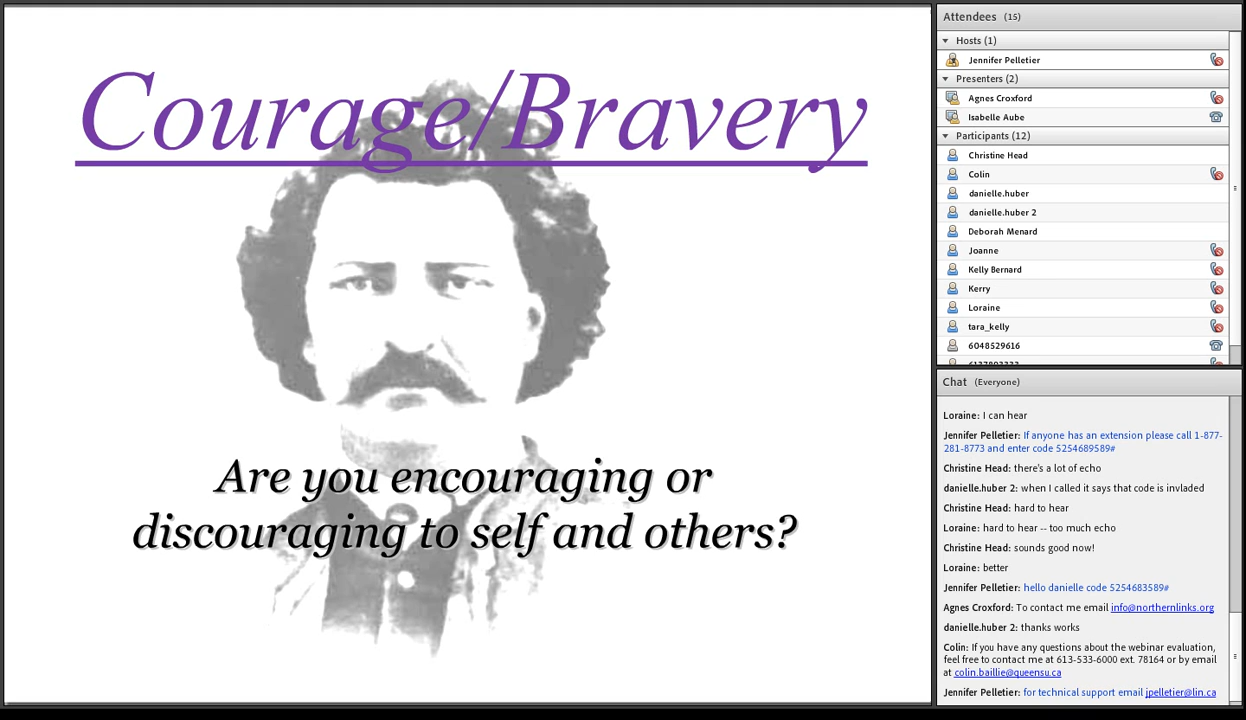 Courage/Bravery
Are you encouraging or
discouraging to self and others?
Attendees (15)
Hosts (1)
Jennifer Pelletier
Presenters (2)
Agnes Croxford
Isabelle Aube
Participants (12)
Christine Head
Colin
danielle.huber
danielle.huber 2
Deborah Menard
Joanne
Kelly Bernard
Kerry
Loraine
tara_kelly
6048529616
Chat (Everyone)
Loraine: I can hear
Jennifer Pelletier: If anyone has an extension please call 1-877-
281-8773 and enter code 5254689589#
Christine Head: there's a lot of echo
danielle.huber 2: when I called it says that code is invladed
Christine Head: hard to hear
Loraine: hard to hear -- too much echo
Christine Head: sounds good now!
Loraine: better
Jennifer Pelletier: hello danielle code 5254683589#
Agnes Croxford: To contact me email info@northernlinks.org
danielle.huber 2: thanks works
Colin: If you have any questions about the webinar evaluation,
feel free to contact me at 613-533-6000 ext. 78164 or by email
at colin.baillie@queensu.ca
Jennifer Pelletier: for technical support email jpelletier@lin.ca